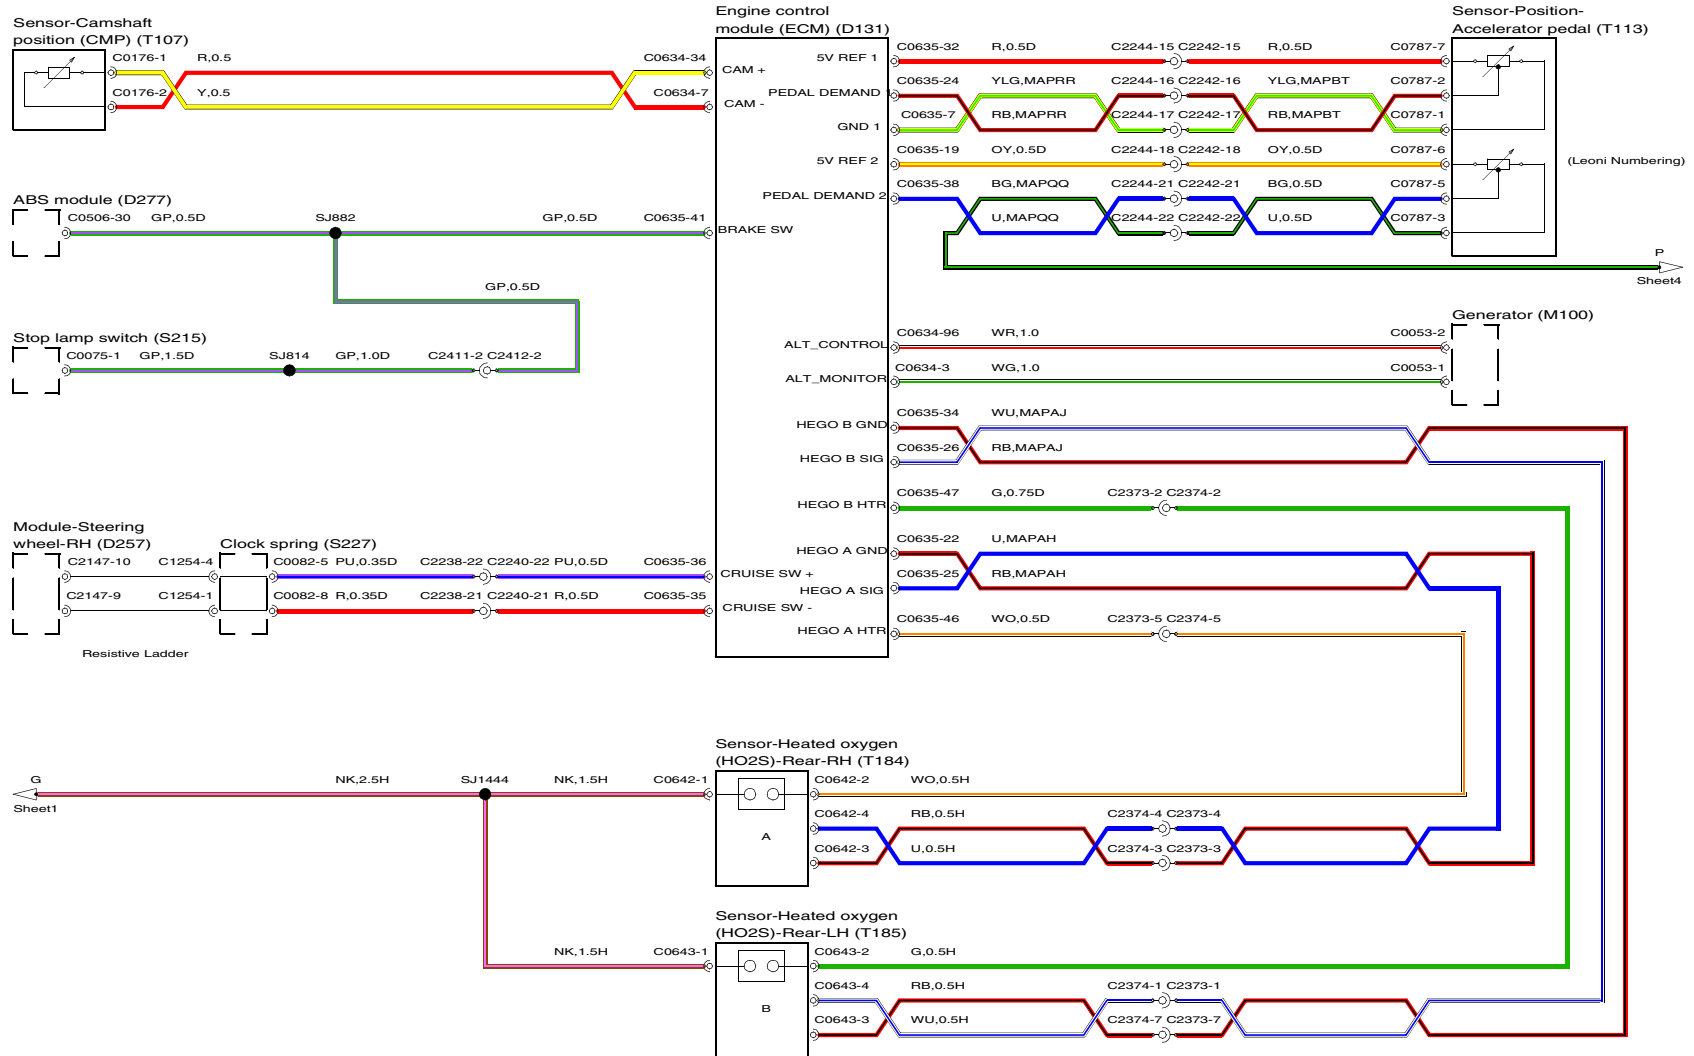 Sensor-Camshaft
position (CMP) (T107)
C0176-1
R,0.5
C0634-34
C0176-2
Y,0.5
C0634-7
Engine control
module (ECM) (D131)
CAM +
CAM -
5V REF 1
PEDAL DEMAND 1
GND 1
5V REF 2
PEDAL DEMAND 2
BRAKE SW
Sensor-Position-
Accelerator pedal (T113)
C0635-32 R,0.5D C2244-15 C2242-15 R,0.5D C0787-7
C0635-24 YLG,MAPRR C2244-16 C2242-16 YLG,MAPBT C0787-2
C0635-7 RB,MAPRR C2244-17 C2242-17 RB,MAPBT C0787-1
C0635-19 OY,0.5D C2244-18 C2242-18 OY,0.5D C0787-6
(Leoni Numbering)
C0635-38 BG,MAPQQ C2244-21 C2242-21 BG,0.5D C0787-5
U,MAPQQ C2244-22 C2242-22 U,0.5D C0787-3
P
Sheet4
ABS module (D277)
C0506-30 GP,0.5D SJ882 GP,0.5D C0635-41
GP,0.5D
Stop lamp switch (S215)
C0075-1 GP,1.5D SJ814 GP,1.0D C2411-2 C2412-2
Generator (M100)
ALT_CONTROL C0634-96 WR,1.0 C0053-2
ALT_MONITOR C0634-3 WG,1.0 C0053-1
HEGO B GND C0635-34 WU,MAPAJ
HEGO B SIG C0635-26 RB,MAPAJ
HEGO B HTR C0635-47 G,0.75D C2373-2 C2374-2
HEGO A GND C0635-22 U,MAPAH
HEGO A SIG C0635-25 RB,MAPAH
HEGO A HTR C0635-46 WO,0.5D C2373-5 C2374-5
Module-Steering
wheel-RH (D257)
Clock spring (S227)
C2147-10 C1254-4 C0082-5 PU,0.35D C2238-22 C2240-22 PU,0.5D C0635-36
CRUISE SW +
C2147-9 C1254-1 C0082-8 R,0.35D C2238-21 C2240-21 R,0.5D C0635-35
CRUISE SW -
Resistive Ladder
Sensor-Heated oxygen
(HO2S)-Rear-RH (T184)
G
Sheet1
NK,2.5H SJ1444 NK,1.5H C0642-1
C0642-2 WO,0.5H
C0642-4 RB,0.5H C2374-4 C2373-4
A
C0642-3 U,0.5H C2374-3 C2373-3
Sensor-Heated oxygen
(HO2S)-Rear-LH (T185)
NK,1.5H C0643-1
C0643-2 G,0.5H
C0643-4 RB,0.5H C2374-1 C2373-1
B
C0643-3 WU,0.5H C2374-7 C2373-7